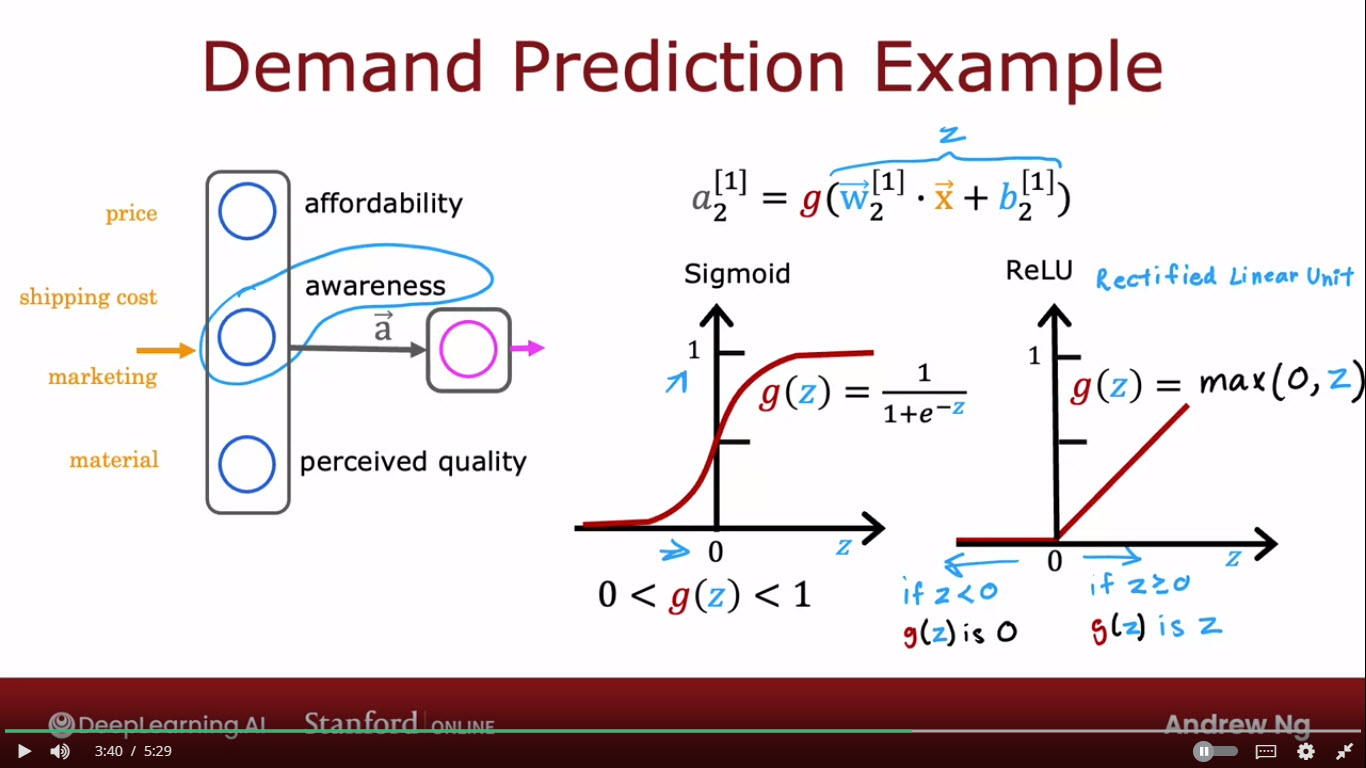 Demand Prediction Example
price
shipping cost
marketing
material
affordability
awareness
a⃗
perceived quality
z
a₂^[1] = g(w⃗₂^[1] · x⃗ + b₂^[1])
Sigmoid
1
g(z) = 1/(1+e^−z)
0
z
0 < g(z) < 1
ReLU Rectified Linear Unit
1
g(z) = max(0, z)
0
z
if z<0
g(z) is 0
if z≥0
g(z) is z
DeepLearning.AI
Stanford ONLINE
Andrew Ng
3:40 / 5:29